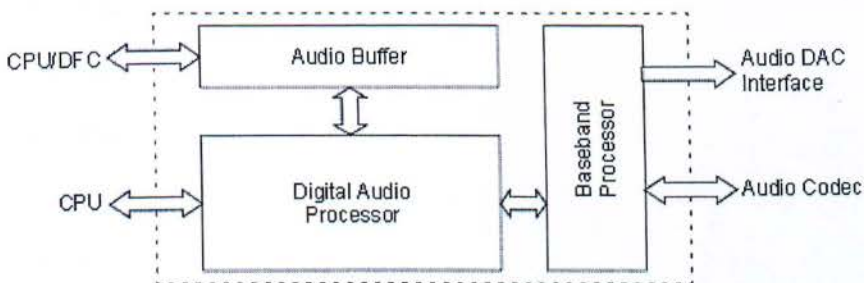 CPU/DFC
Audio Buffer
Audio DAC
Interface
Baseband
Processor
CPU
Digital Audio
Processor
Audio Codec